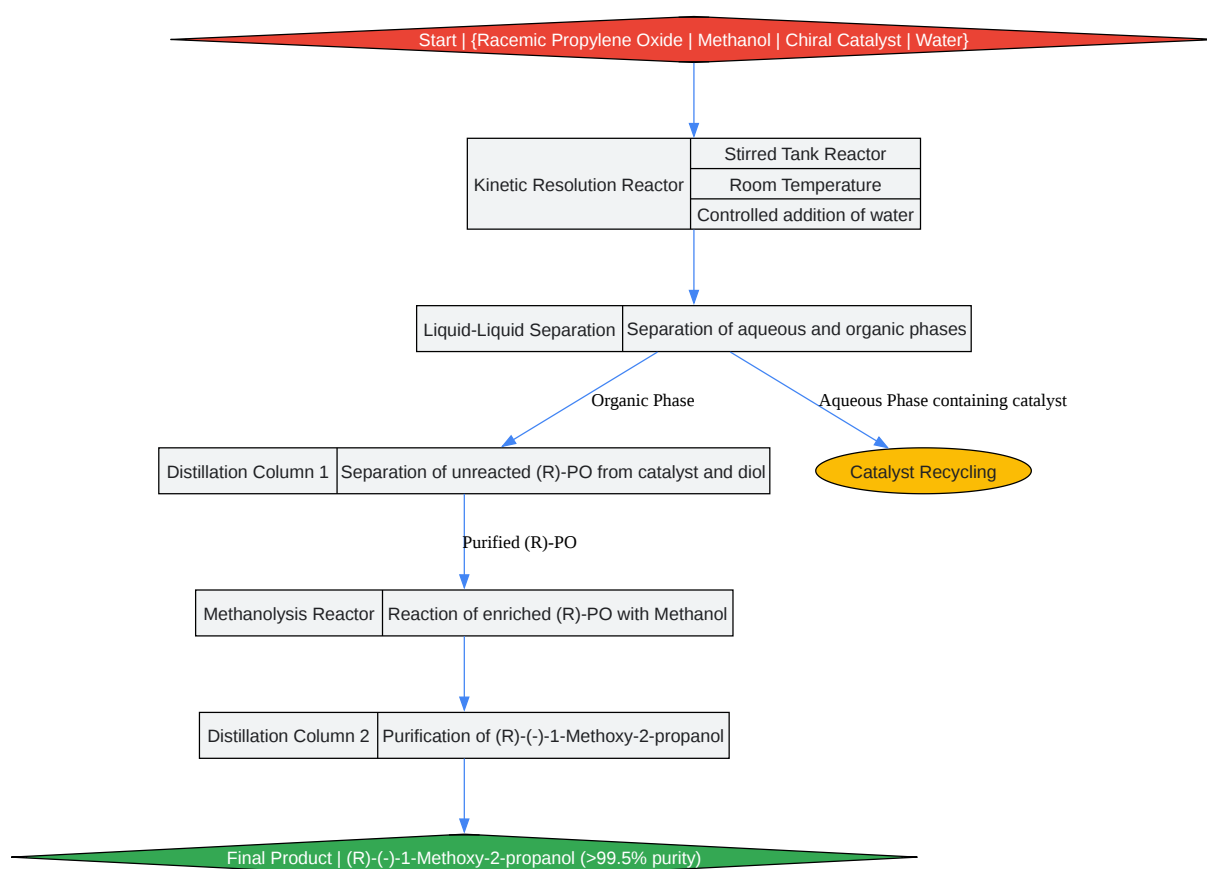 Start | {Racemic Propylene Oxide | Methanol | Chiral Catalyst | Water}
Kinetic Resolution Reactor
Stirred Tank Reactor
Room Temperature
Controlled addition of water
Liquid-Liquid Separation
Separation of aqueous and organic phases
Organic Phase
Aqueous Phase containing catalyst
Distillation Column 1
Separation of unreacted (R)-PO from catalyst and diol
Catalyst Recycling
Purified (R)-PO
Methanolysis Reactor
Reaction of enriched (R)-PO with Methanol
Distillation Column 2
Purification of (R)-(-)-1-Methoxy-2-propanol
Final Product | (R)-(-)-1-Methoxy-2-propanol (>99.5% purity)